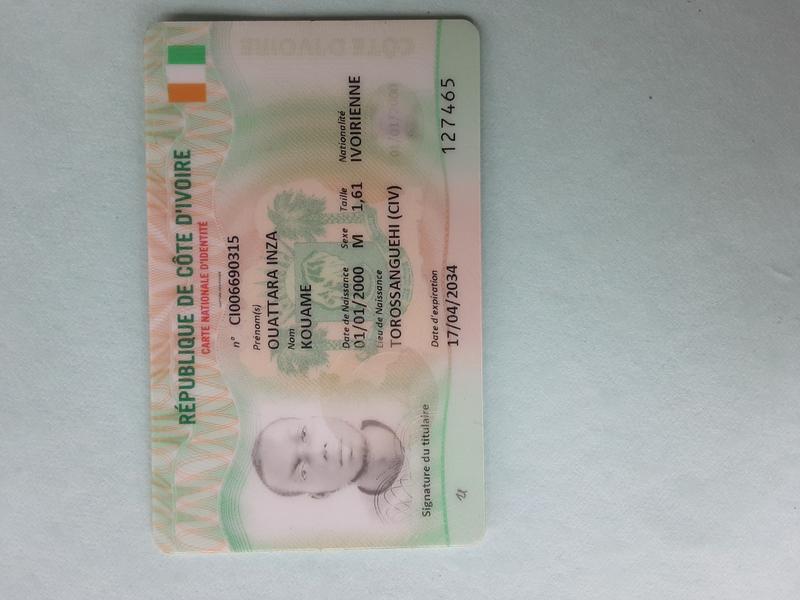 CÔTE D'IVOIRE
RÉPUBLIQUE DE CÔTE D'IVOIRE
CARTE NATIONALE D'IDENTITÉ
n° CI006690315
Prénom(s)
OUATTARA INZA
Nom
KOUAME
Date de Naissance Sexe Taille Nationalité
01/01/2000 M 1,61 IVOIRIENNE
Lieu de Naissance
TOROSSANGUEHI (CIV)
Signature du titulaire
Date d'expiration
17/04/2034
127465